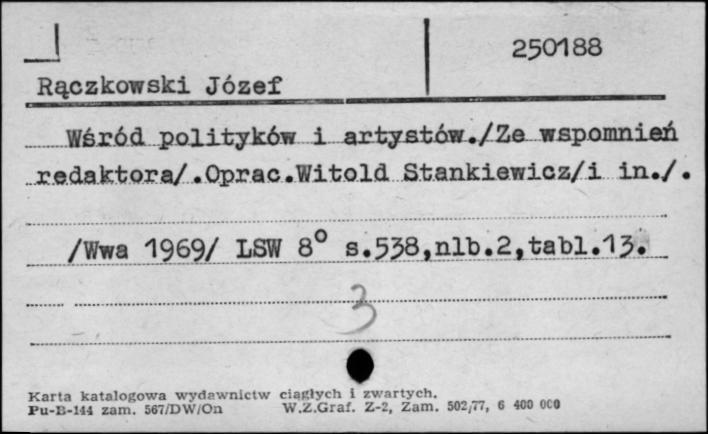 250188
Rączkowski Józef
Wśród polityków i artystów./Ze wspomnień
redaktora/.Oprac.Witold Stankiewicz/i in./.
/Wwa 1969/ LSW 8° s.538,nlb.2,tabl.13.
3
Karta katalogowa wydawnictw ciągłych i zwartych.
Pu-B-144 zam. 567/DW/On W.Z.Graf. Z-2, Zam. 502/77, 6 400 000